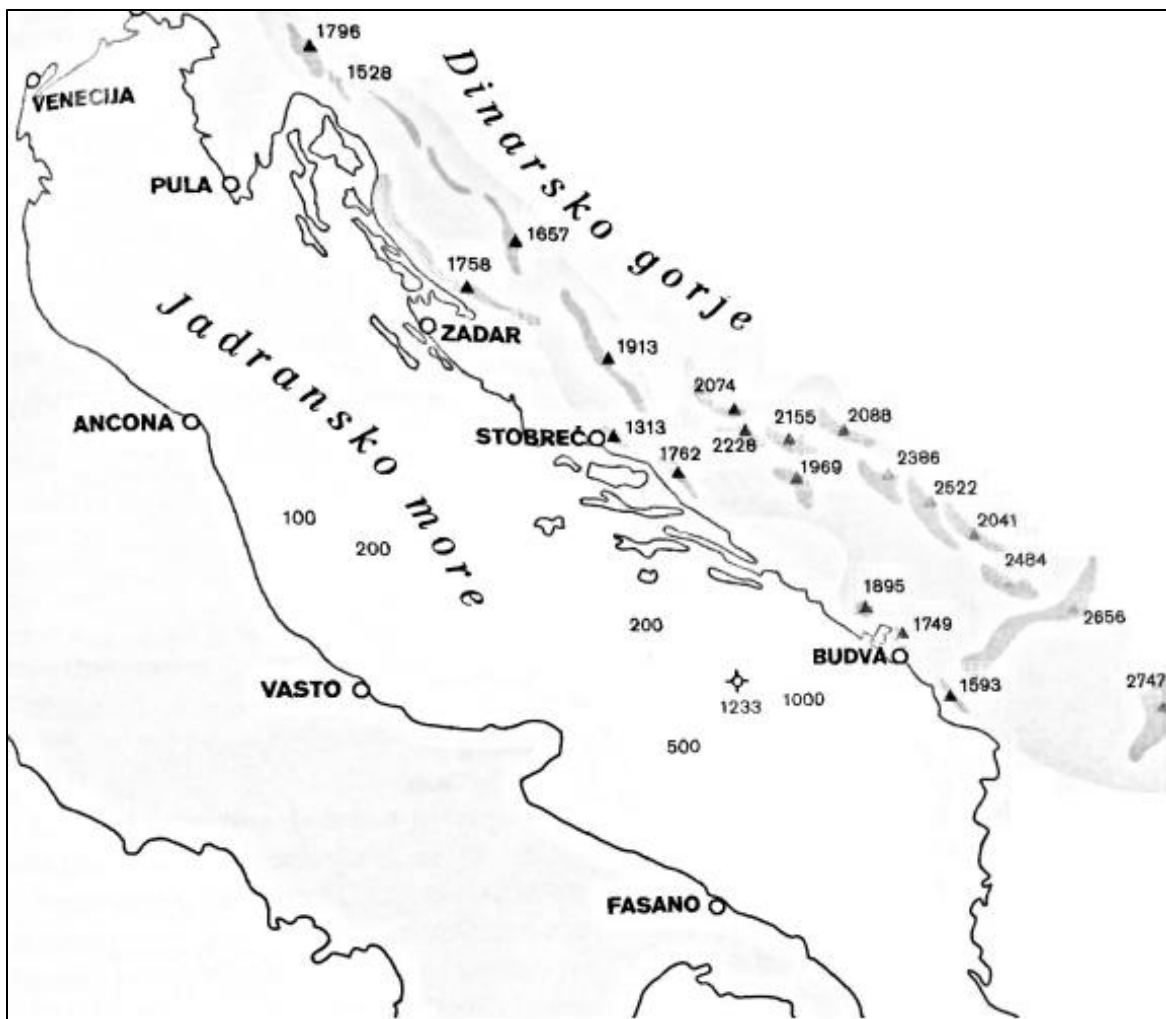 1796
1528
VENECIJA
Dinarsko gorje
PULA
1657
1758
ZADAR
Jadransko more
1913
2074
ANCONA
STOBREČ
1313
2228
2155
2088
1762
1969
2386
2522
100
200
2041
2484
1895
2656
200
1749
BUDVA
VASTO
1593
2747
1233
1000
500
FASANO